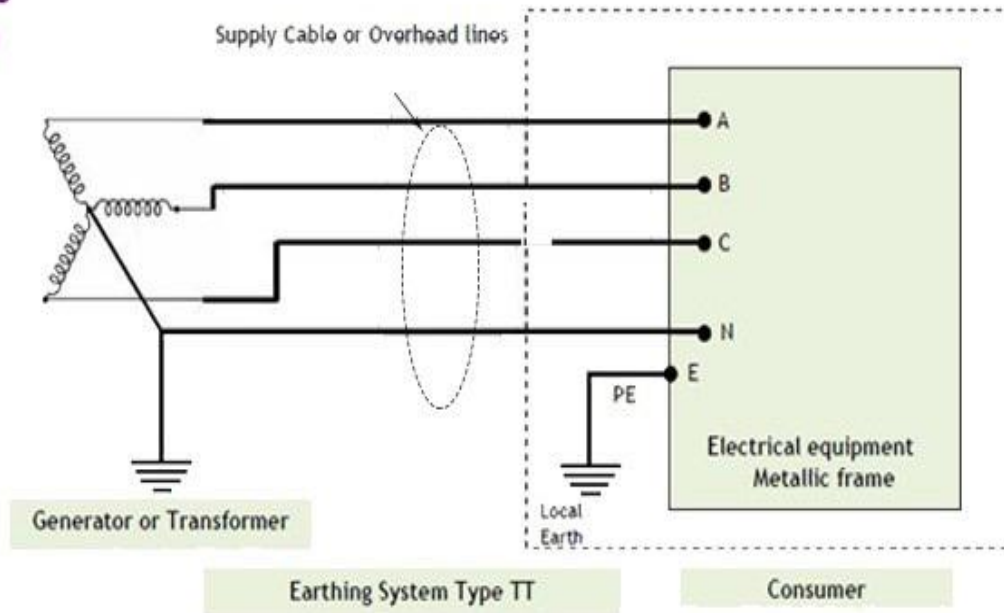 Supply Cable or Overhead lines
A
B
C
N
E
PE
Electrical equipment
Metallic frame
Generator or Transformer
Local
Earth
Earthing System Type TT
Consumer